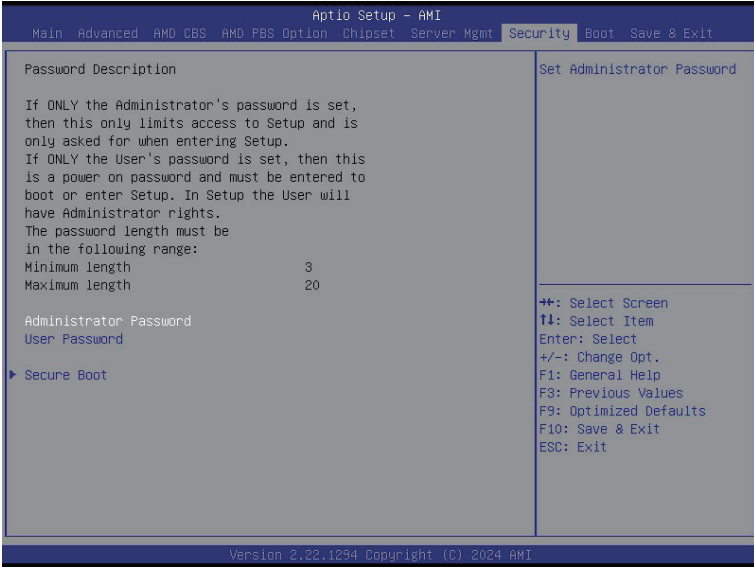 Aptio Setup – AMI
Main Advanced AMD CBS AMD PBS Option Chipset Server Mgmt Security Boot Save & Exit
Password Description
If ONLY the Administrator's password is set,
then this only limits access to Setup and is
only asked for when entering Setup.
If ONLY the User's password is set, then this
is a power on password and must be entered to
boot or enter Setup. In Setup the User will
have Administrator rights.
The password length must be
in the following range:
Minimum length 3
Maximum length 20
Administrator Password
User Password
Secure Boot
Set Administrator Password
→←: Select Screen
↑↓: Select Item
Enter: Select
+/-: Change Opt.
F1: General Help
F3: Previous Values
F9: Optimized Defaults
F10: Save & Exit
ESC: Exit
Version 2.22.1294 Copyright (C) 2024 AMI